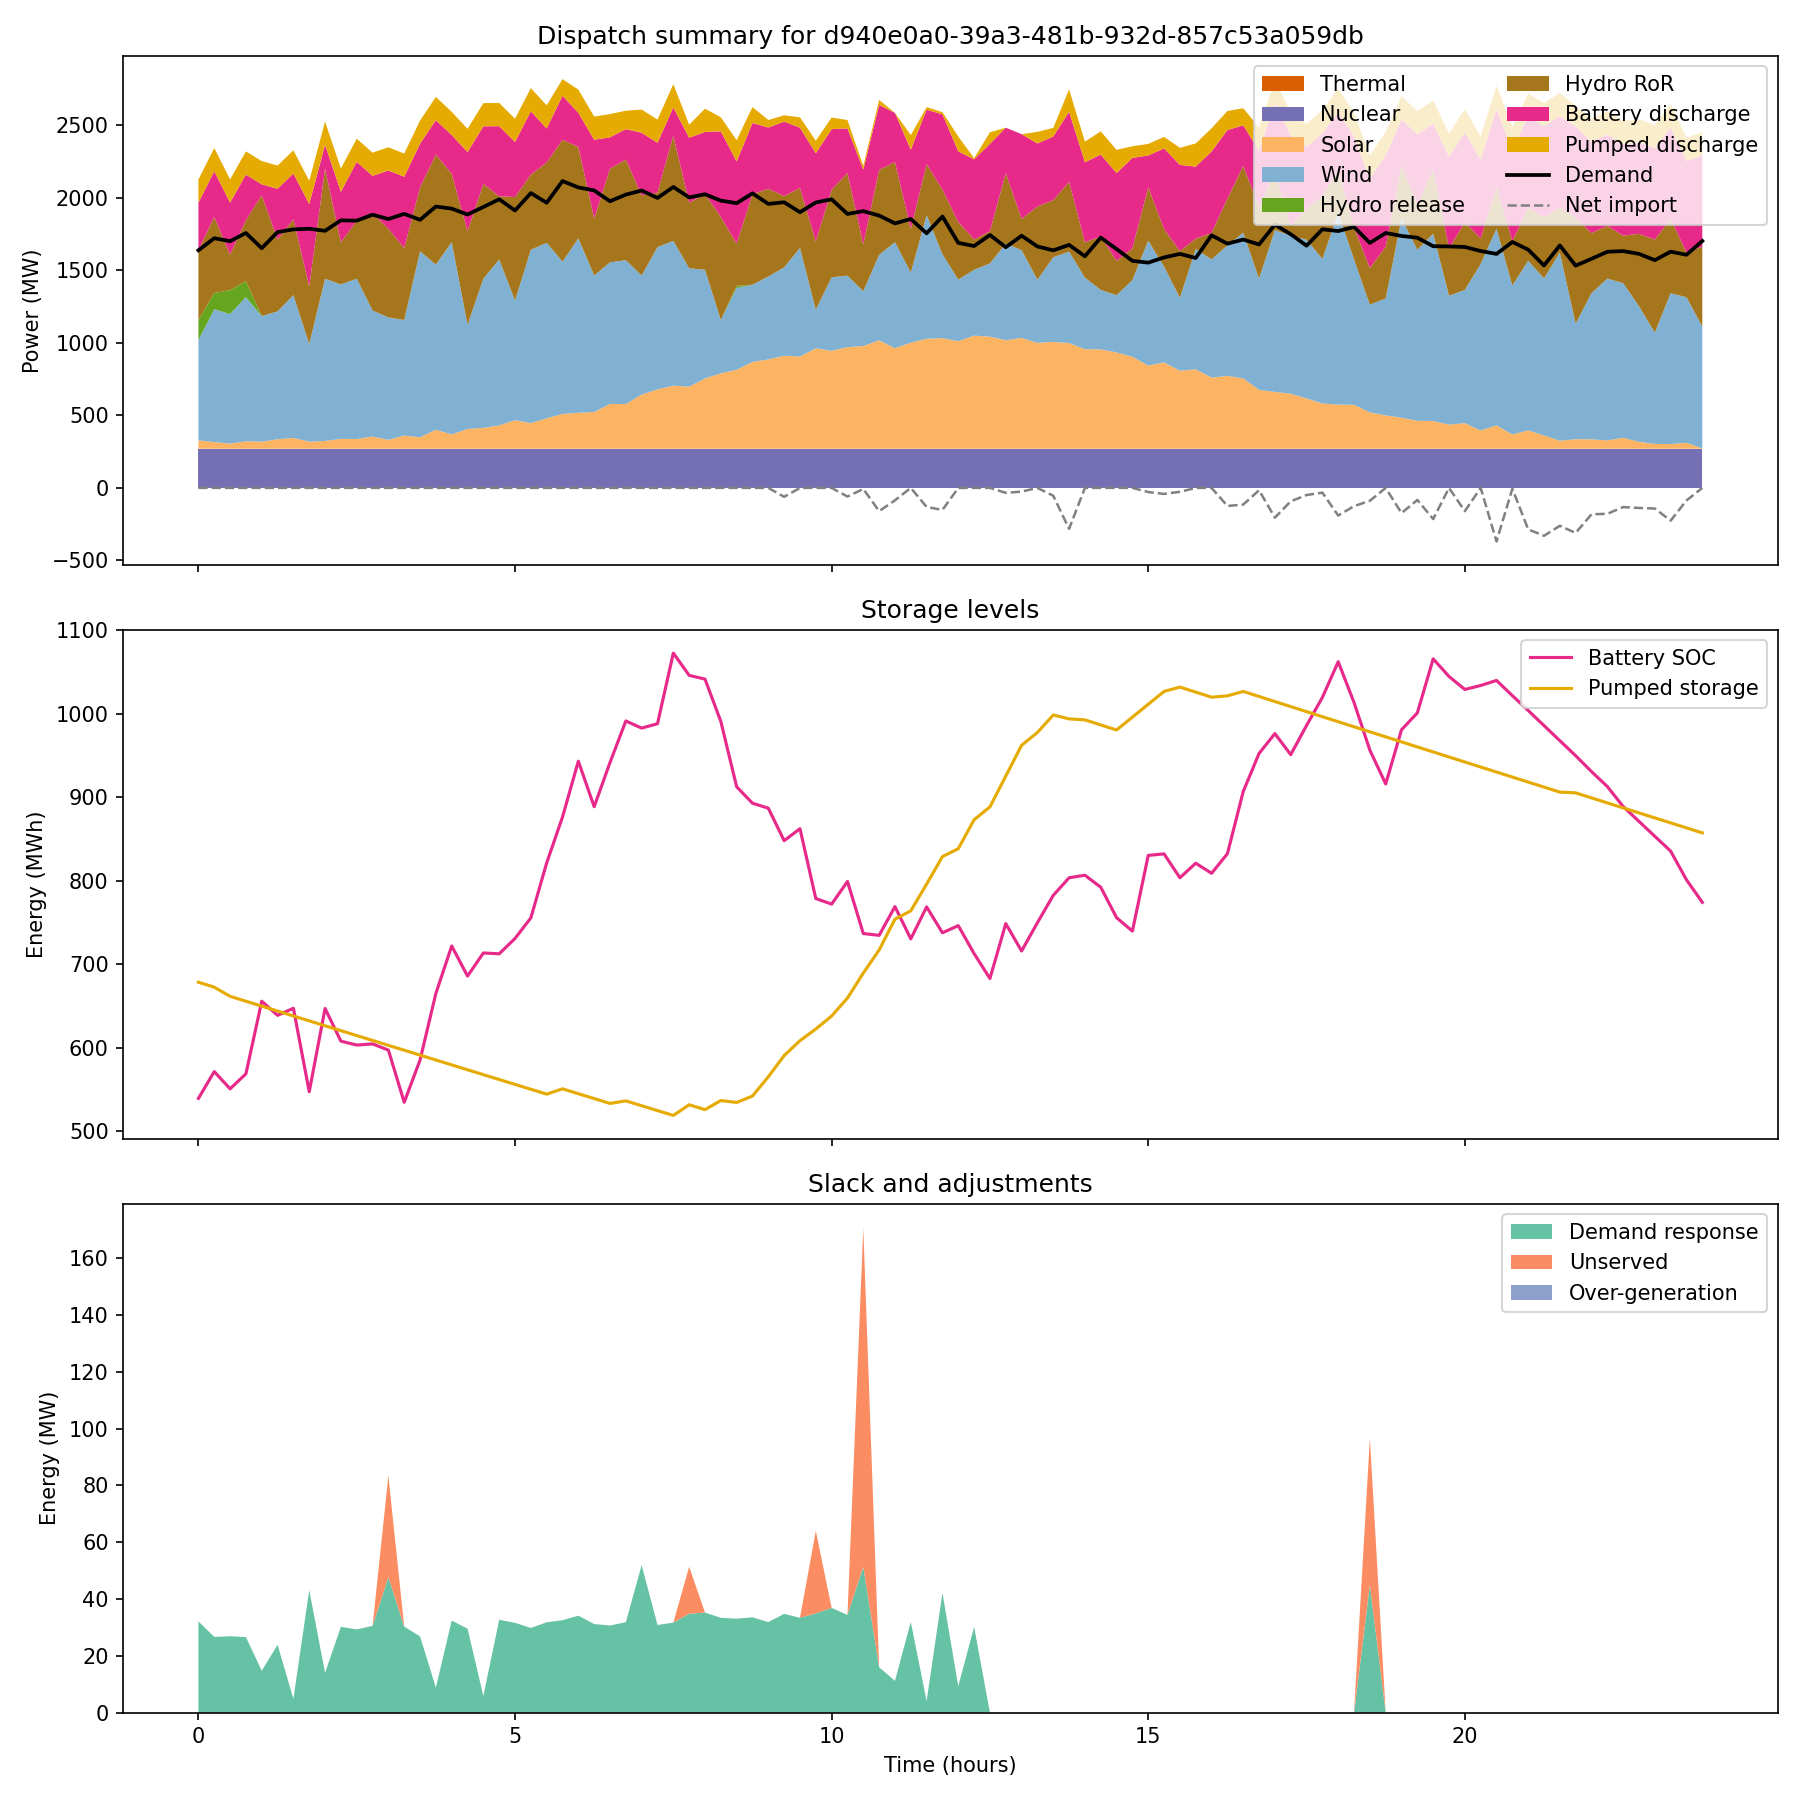 Dispatch summary for d940e0a0-39a3-481b-932d-857c53a059db
Power (MW)
2500
2000
1500
1000
500
0
−500
Thermal
Nuclear
Solar
Wind
Hydro release
Hydro RoR
Battery discharge
Pumped discharge
Demand
Net import
Storage levels
Energy (MWh)
1100
1000
900
800
700
600
500
Battery SOC
Pumped storage
Slack and adjustments
Energy (MW)
160
140
120
100
80
60
40
20
0
Demand response
Unserved
Over-generation
0 5 10 15 20
Time (hours)